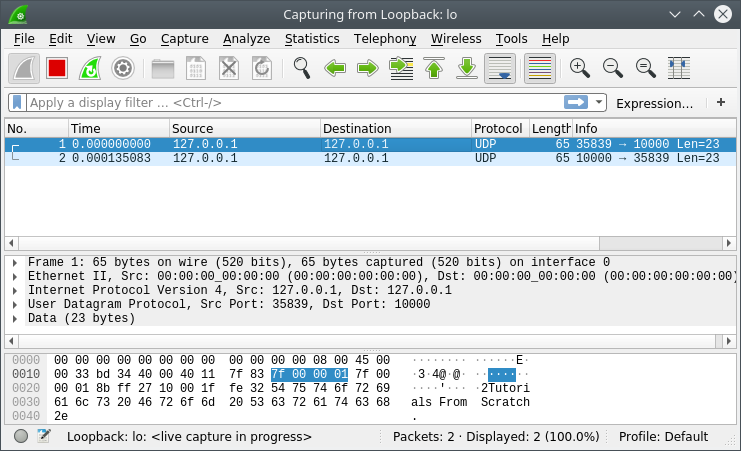 Capturing from Loopback: lo
File Edit View Go Capture Analyze Statistics Telephony Wireless Tools Help
Apply a display filter ... <Ctrl-/> Expression... +
No. Time Source Destination Protocol Length Info
1 0.000000000 127.0.0.1 127.0.0.1 UDP 65 35839 → 10000 Len=23
2 0.000135083 127.0.0.1 127.0.0.1 UDP 65 10000 → 35839 Len=23
Frame 1: 65 bytes on wire (520 bits), 65 bytes captured (520 bits) on interface 0
Ethernet II, Src: 00:00:00_00:00:00 (00:00:00:00:00:00), Dst: 00:00:00_00:00:00 (00:00:00:00:00:00)
Internet Protocol Version 4, Src: 127.0.0.1, Dst: 127.0.0.1
User Datagram Protocol, Src Port: 35839, Dst Port: 10000
Data (23 bytes)
0000 00 00 00 00 00 00 00 00 00 00 00 00 08 00 45 00 ········ ······E·
0010 00 33 bd 34 40 00 40 11 7f 83 7f 00 00 01 7f 00 ·3·4@·@· ········
0020 00 01 8b ff 27 10 00 1f fe 32 54 75 74 6f 72 69 ····'··· ·2Tutori
0030 61 6c 73 20 46 72 6f 6d 20 53 63 72 61 74 63 68 als From Scratch
0040 2e .
Loopback: lo: <live capture in progress> Packets: 2 · Displayed: 2 (100.0%) Profile: Default